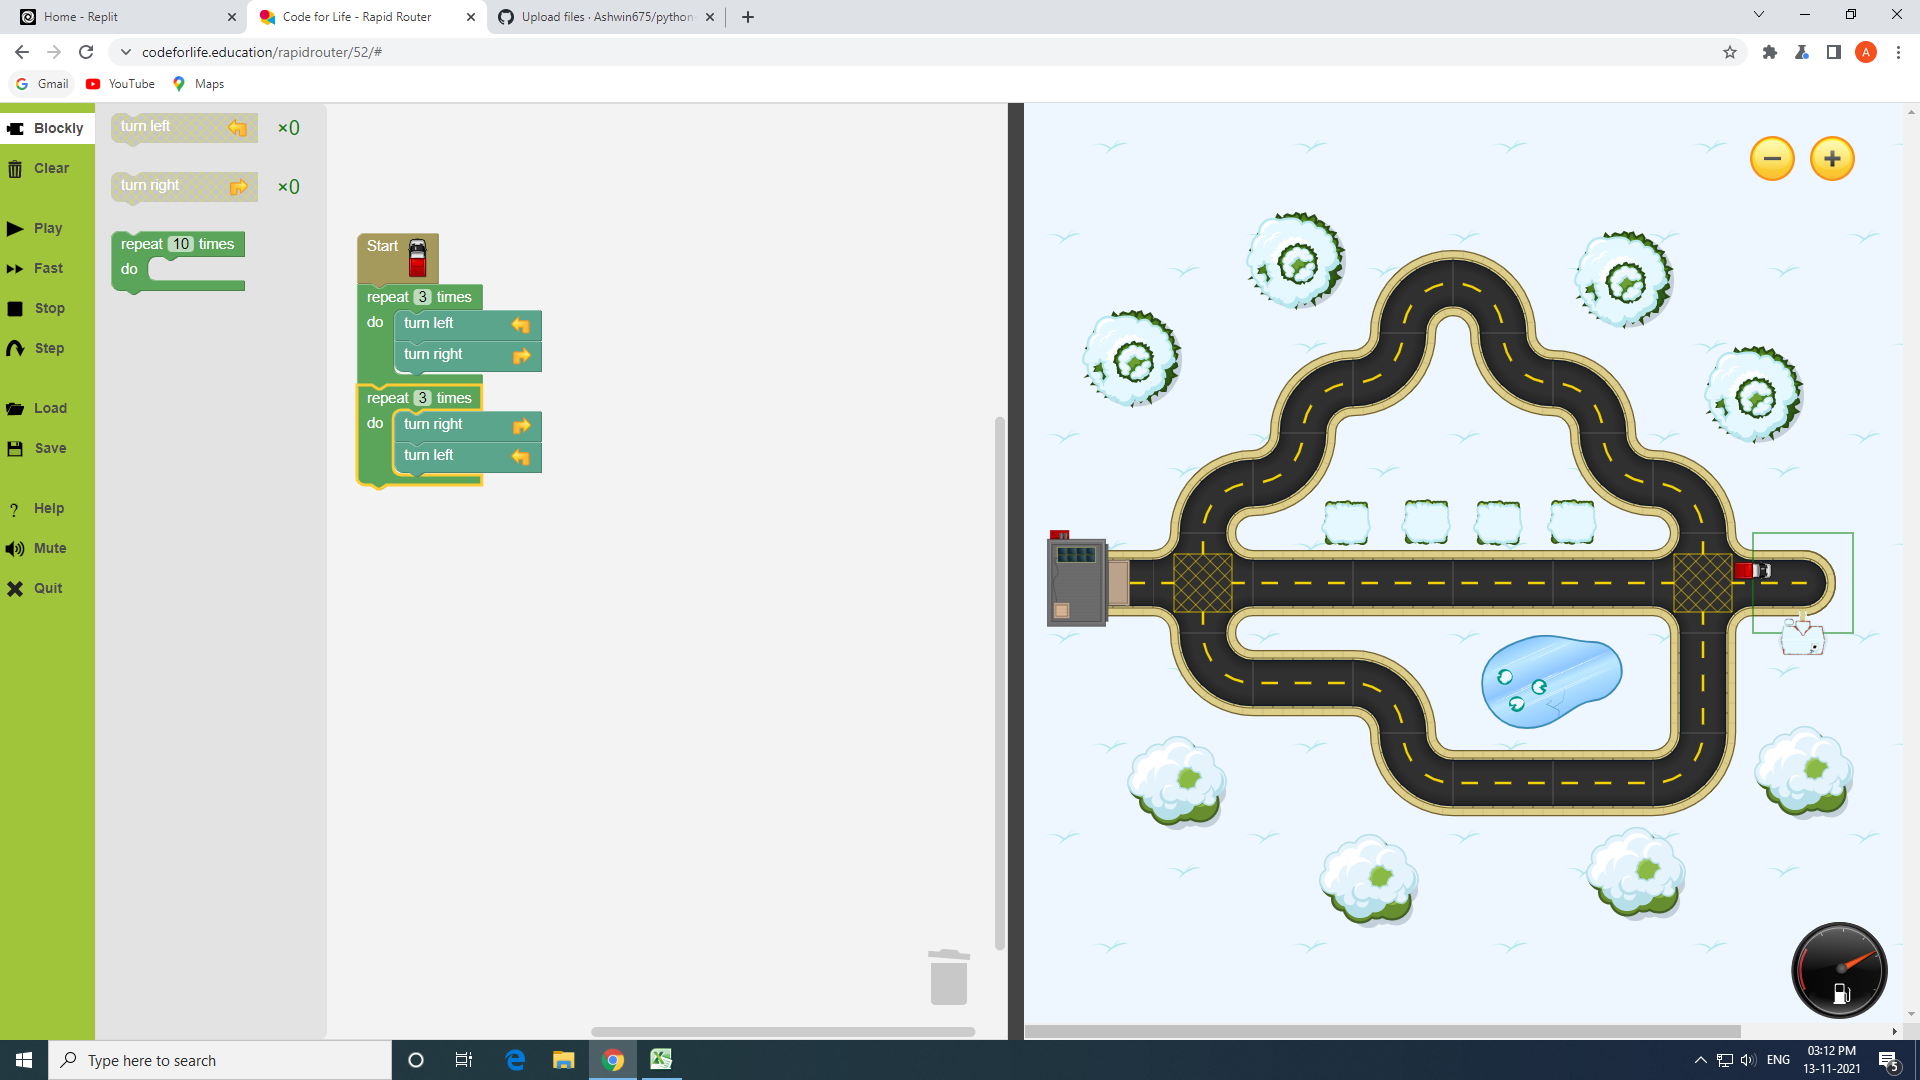 Home - Replit
Code for Life - Rapid Router
Upload files · Ashwin675/python
codeforlife.education/rapidrouter/52/#
A
Gmail
YouTube
Maps
Blockly
Clear
Play
Fast
Stop
Step
Load
Save
Help
Mute
Quit
turn left
×0
turn right
×0
repeat 10 times
do
Start
repeat 3 times
do
turn left
turn right
repeat 3 times
do
turn right
turn left
Type here to search
ENG
03:12 PM
13-11-2021
5